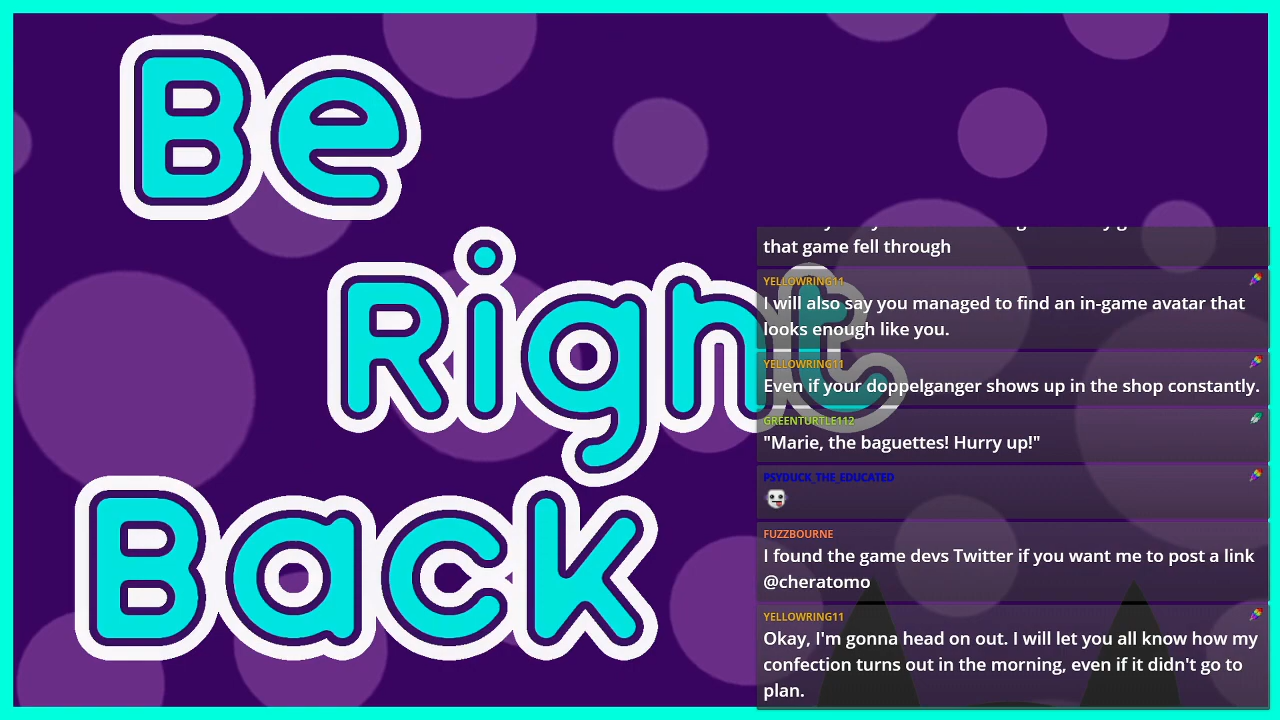 Be
Right
Back
that game fell through
YELLOWRING11
I will also say you managed to find an in-game avatar that
looks enough like you.
YELLOWRING11
Even if your doppelganger shows up in the shop constantly.
GREENTURTLE112
"Marie, the baguettes! Hurry up!"
PSYDUCK_THE_EDUCATED
FUZZBOURNE
I found the game devs Twitter if you want me to post a link
@cheratomo
YELLOWRING11
Okay, I'm gonna head on out. I will let you all know how my
confection turns out in the morning, even if it didn't go to
plan.